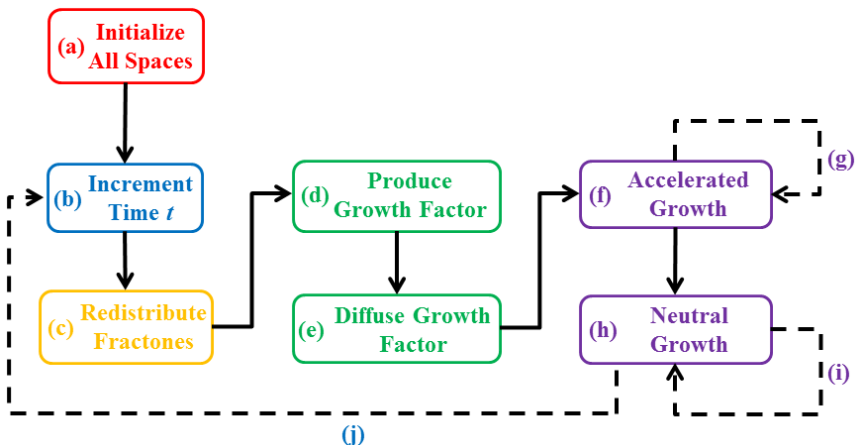 (a) Initialize
All Spaces
(b) Increment
Time t
(c) Redistribute
Fractones
(d) Produce
Growth Factor
(e) Diffuse Growth
Factor
(f) Accelerated
Growth
(g)
(h) Neutral
Growth
(i)
(j)